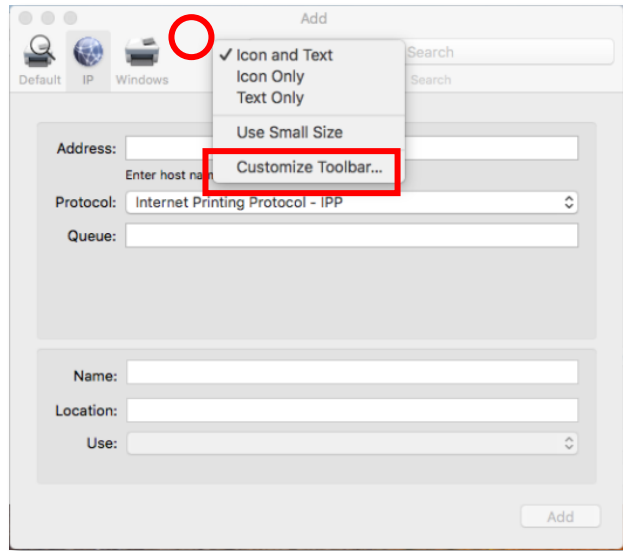 Add
Default
IP
Windows
Search
Search
✓ Icon and Text
Icon Only
Text Only
Use Small Size
Customize Toolbar...
Address:
Enter host na
Protocol: Internet Printing Protocol - IPP
Queue:
Name:
Location:
Use:
Add